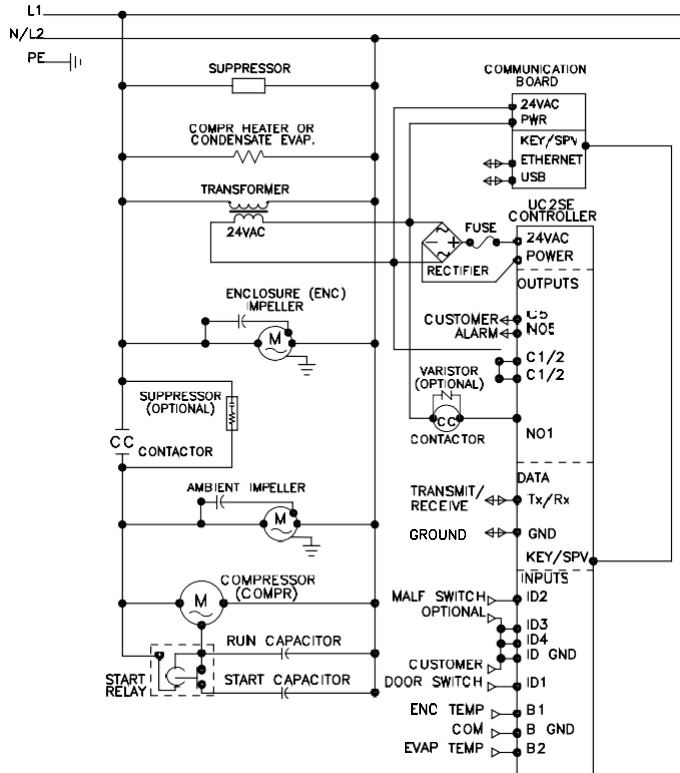 L1
N/L2
PE
SUPPRESSOR
COMPR HEATER OR
CONDENSATE EVAP.
TRANSFORMER
24VAC
COMMUNICATION
BOARD
24VAC
PWR
KEY/SPV
ETHERNET
USB
UC2SE
CONTROLLER
FUSE
24VAC
POWER
RECTIFIER
OUTPUTS
ENCLOSURE (ENC)
IMPELLER
M
CUSTOMER
ALARM
C5
NO5
C1/2
C1/2
SUPPRESSOR
(OPTIONAL)
CC
CONTACTOR
VARISTOR
(OPTIONAL)
CC
CONTACTOR
NO1
AMBIENT IMPELLER
M
DATA
TRANSMIT/
RECEIVE
Tx/Rx
GROUND
GND
KEY/SPV
COMPRESSOR
(COMPR)
M
RUN CAPACITOR
START
RELAY
START CAPACITOR
INPUTS
MALF SWITCH
OPTIONAL
ID2
ID3
ID4
ID GND
CUSTOMER
DOOR SWITCH
ID1
ENC TEMP
B1
COM
B GND
EVAP TEMP
B2